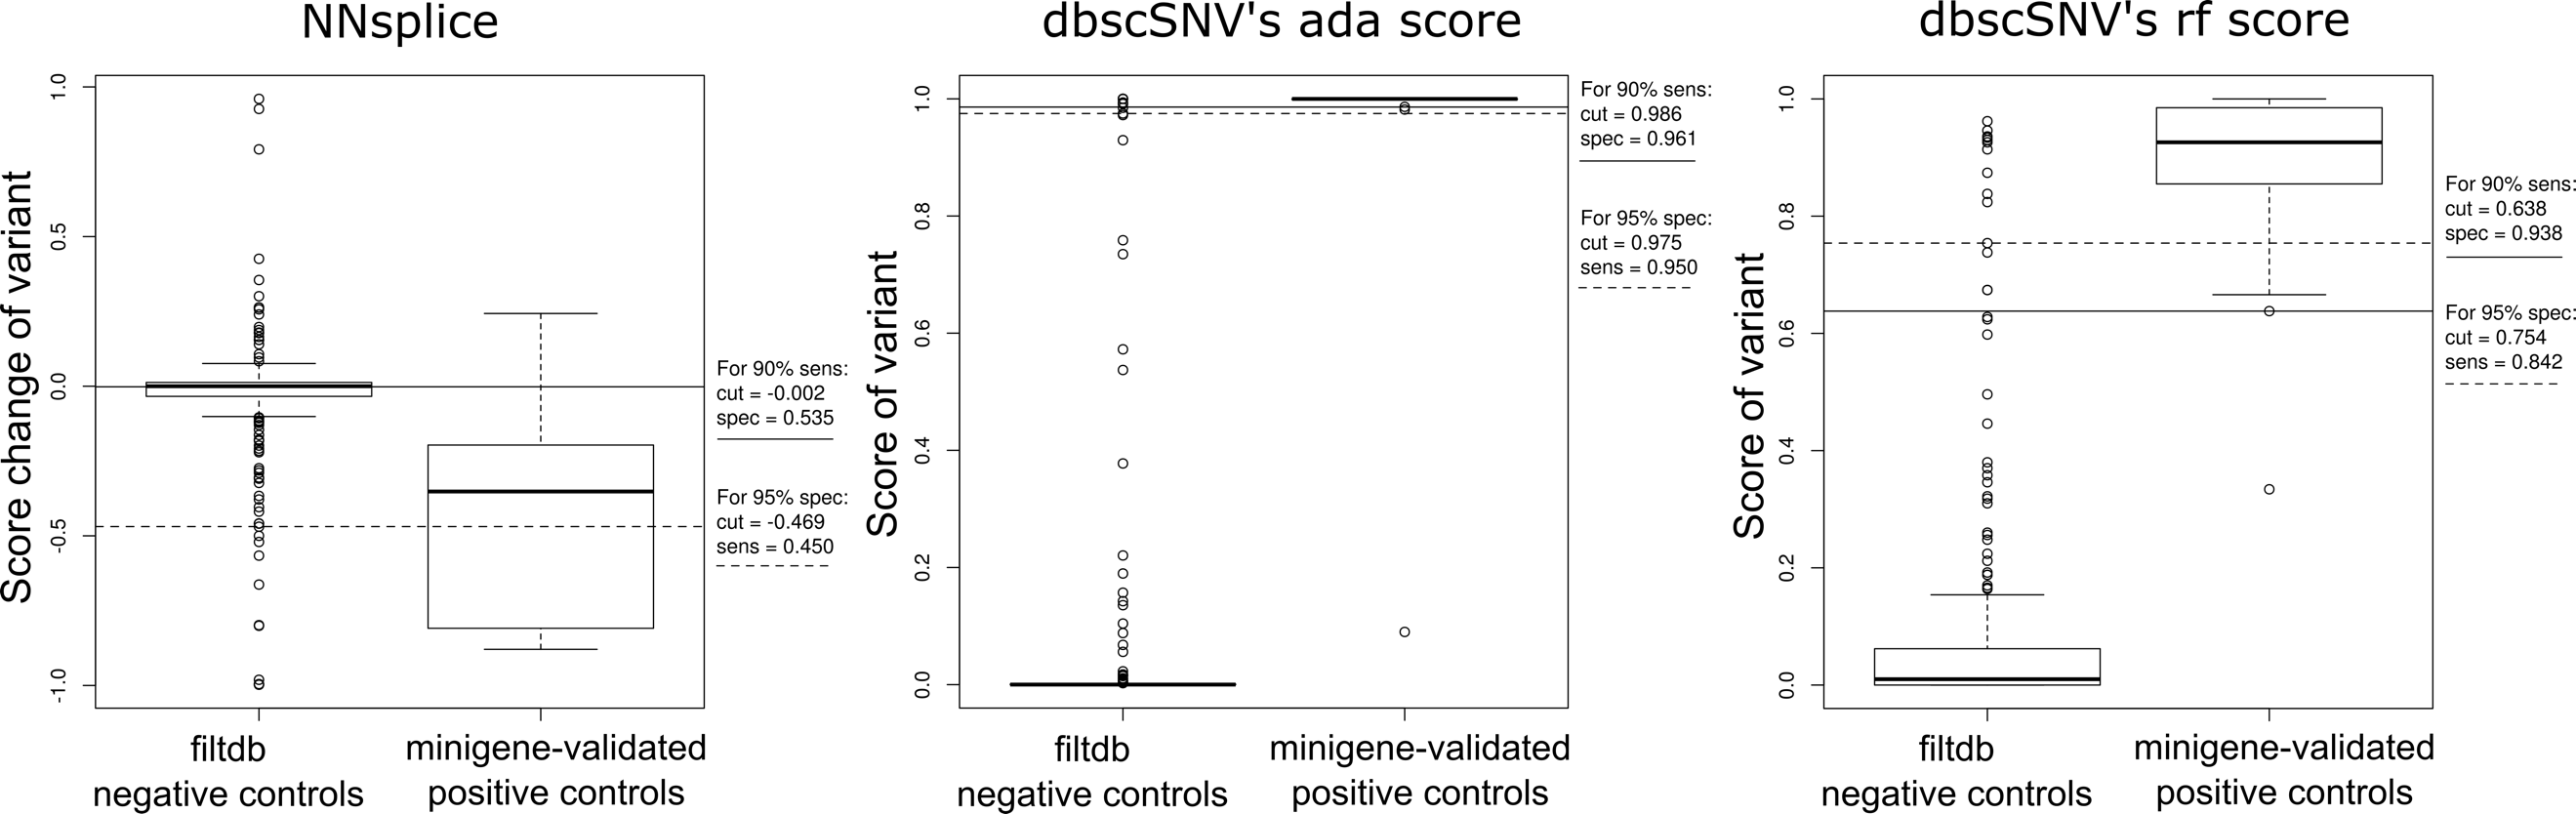 NNsplice
Score change of variant
1.0
0.5
0.0
-0.5
-1.0
filtdb
negative controls
minigene-validated
positive controls
For 90% sens:
cut = -0.002
spec = 0.535
For 95% spec:
cut = -0.469
sens = 0.450
dbscSNV's ada score
Score of variant
1.0
0.8
0.6
0.4
0.2
0.0
filtdb
negative controls
minigene-validated
positive controls
For 90% sens:
cut = 0.986
spec = 0.961
For 95% spec:
cut = 0.975
sens = 0.950
dbscSNV's rf score
Score of variant
1.0
0.8
0.6
0.4
0.2
0.0
filtdb
negative controls
minigene-validated
positive controls
For 90% sens:
cut = 0.638
spec = 0.938
For 95% spec:
cut = 0.754
sens = 0.842